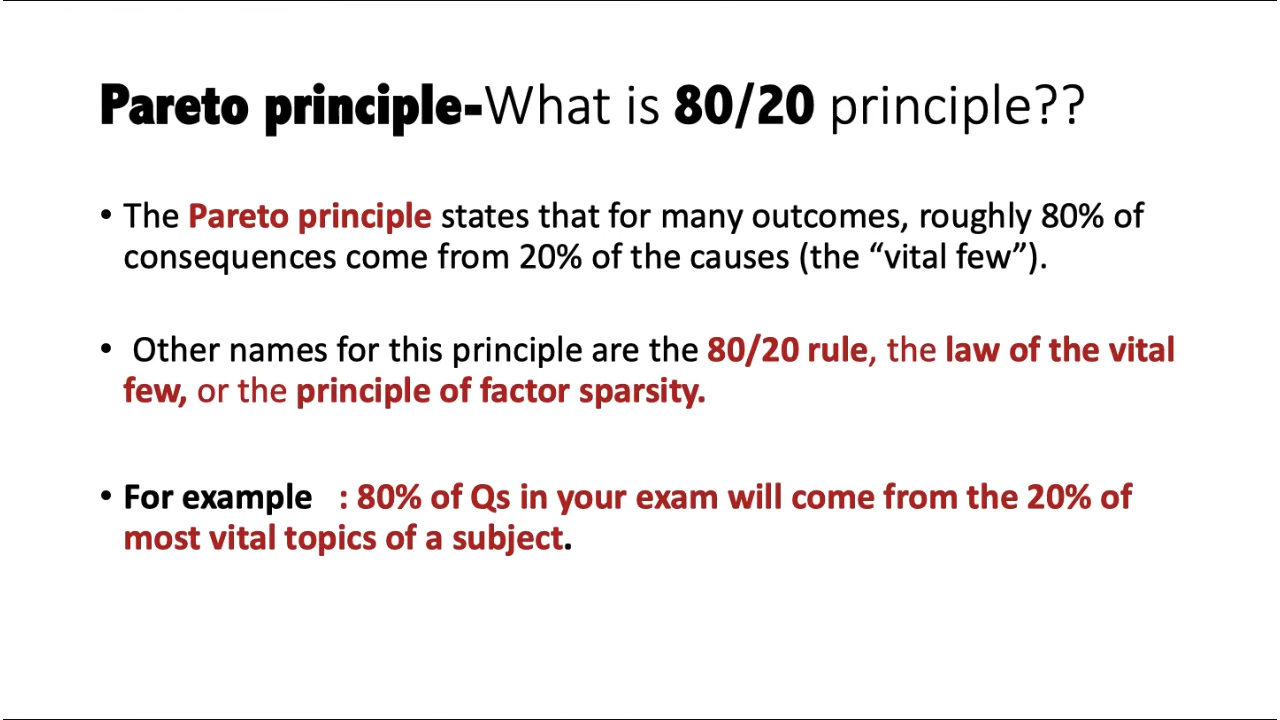 Pareto principle-What is 80/20 principle??
• The Pareto principle states that for many outcomes, roughly 80% of
consequences come from 20% of the causes (the “vital few”).
• Other names for this principle are the 80/20 rule, the law of the vital
few, or the principle of factor sparsity.
• For example : 80% of Qs in your exam will come from the 20% of
most vital topics of a subject.